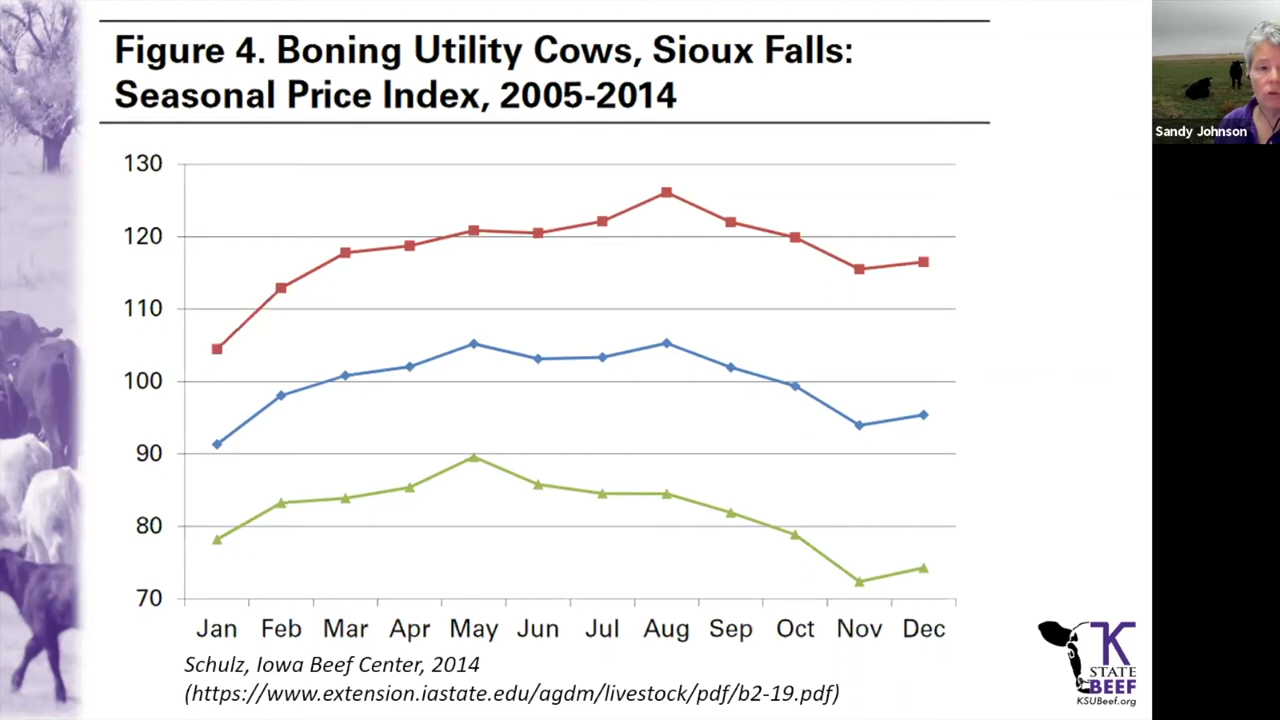 Figure 4. Boning Utility Cows, Sioux Falls:
Seasonal Price Index, 2005-2014
Sandy Johnson
130
120
110
100
90
80
70
Jan Feb Mar Apr May Jun Jul Aug Sep Oct Nov Dec
Schulz, Iowa Beef Center, 2014
(https://www.extension.iastate.edu/agdm/livestock/pdf/b2-19.pdf)
K
STATE
BEEF
KSUBeef.org